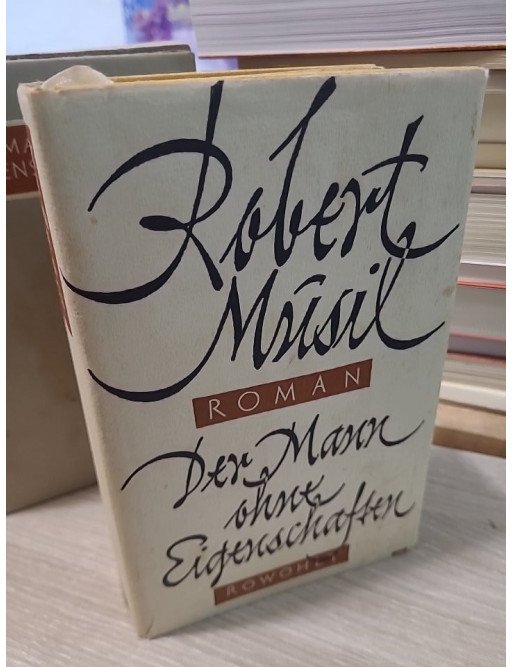 Robert
Musil
ROMAN
Der Mann
ohne
Eigenschaften
ROWOHLT